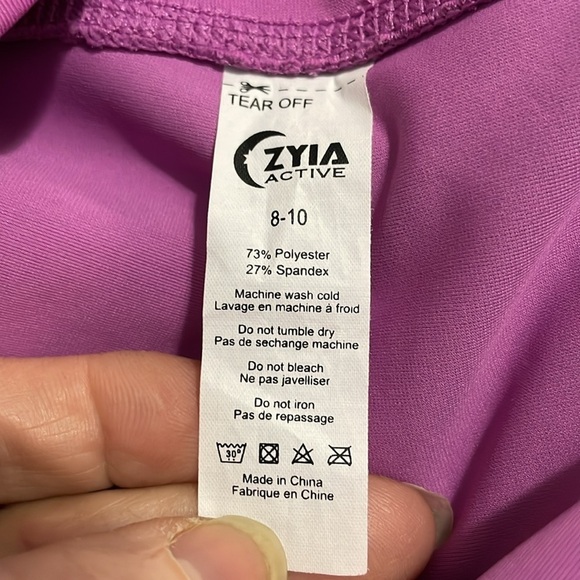 TEAR OFF
ZYIA
ACTIVE
8-10
73% Polyester
27% Spandex
Machine wash cold
Lavage en machine à froid
Do not tumble dry
Pas de sechange machine
Do not bleach
Ne pas javelliser
Do not iron
Pas de repassage
30°
Made in China
Fabrique en Chine